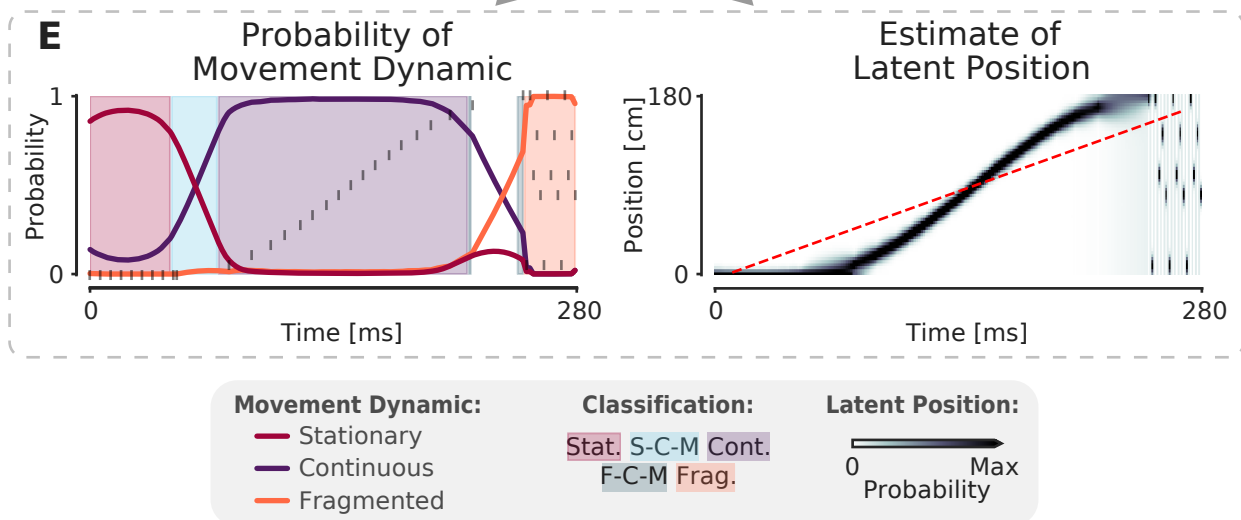 E
Probability of
Movement Dynamic
1
0
Probability
0
280
Time [ms]
Estimate of
Latent Position
180
0
Position [cm]
0
280
Time [ms]
Movement Dynamic:
Stationary
Continuous
Fragmented
Classification:
Stat. S-C-M Cont.
F-C-M Frag.
Latent Position:
0 Max
Probability